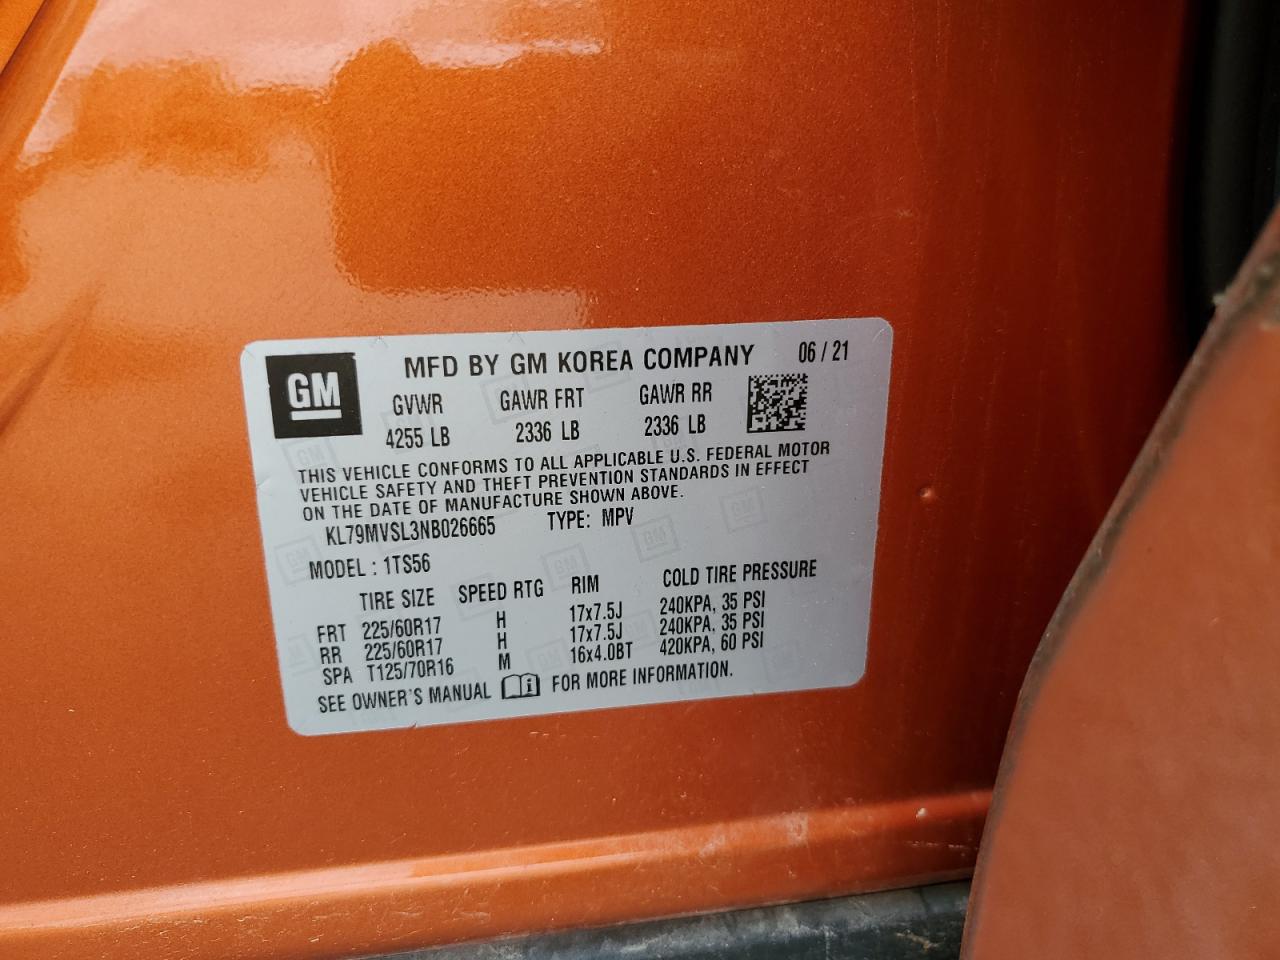 MFD BY GM KOREA COMPANY 06 / 21
GM
GVWR GAWR FRT GAWR RR
4255 LB 2336 LB 2336 LB
THIS VEHICLE CONFORMS TO ALL APPLICABLE U.S. FEDERAL MOTOR
VEHICLE SAFETY AND THEFT PREVENTION STANDARDS IN EFFECT
ON THE DATE OF MANUFACTURE SHOWN ABOVE.
KL79MVSL3NB026665 TYPE: MPV
MODEL : 1TS56
TIRE SIZE SPEED RTG RIM COLD TIRE PRESSURE
FRT 225/60R17 H 17x7.5J 240KPA, 35 PSI
RR 225/60R17 H 17x7.5J 240KPA, 35 PSI
SPA T125/70R16 M 16x4.0BT 420KPA, 60 PSI
SEE OWNER'S MANUAL FOR MORE INFORMATION.